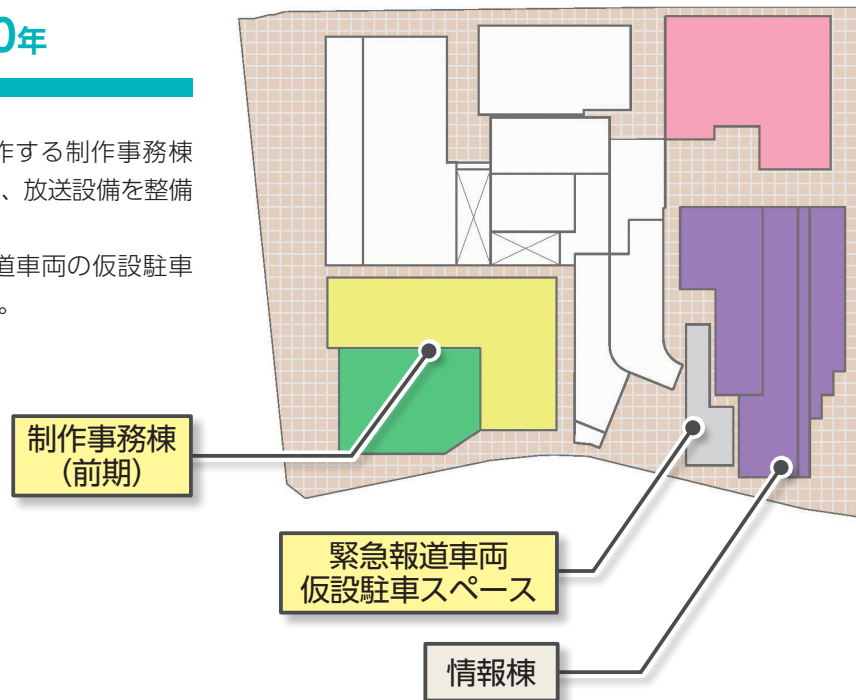 0年
作する制作事務棟
、放送設備を整備
道車両の仮設駐車
。
制作事務棟
（前期）
緊急報道車両
仮設駐車スペース
情報棟